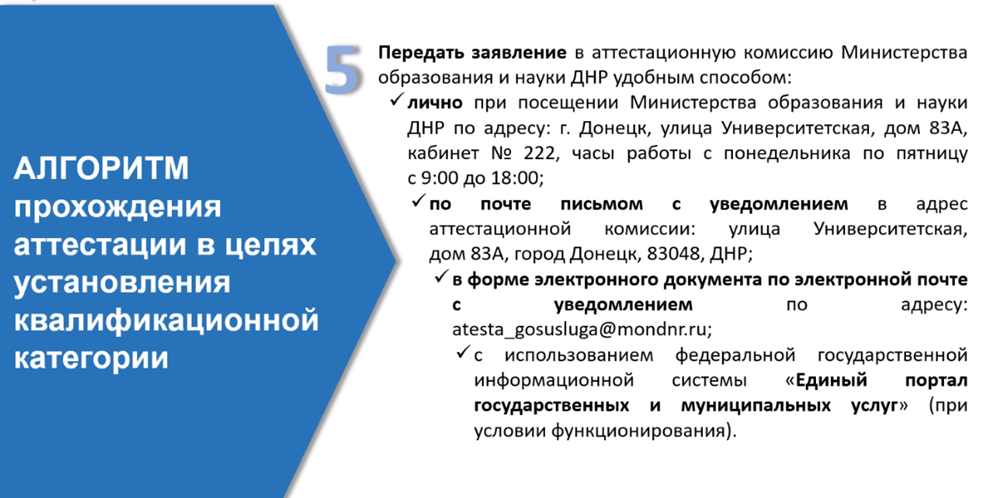 АЛГОРИТМ
прохождения
аттестации в целях
установления
квалификационной
категории
5
Передать заявление в аттестационную комиссию Министерства
образования и науки ДНР удобным способом:
✓лично при посещении Министерства образования и науки
ДНР по адресу: г. Донецк, улица Университетская, дом 83А,
кабинет № 222, часы работы с понедельника по пятницу
с 9:00 до 18:00;
✓по почте письмом с уведомлением в адрес
аттестационной комиссии: улица Университетская,
дом 83А, город Донецк, 83048, ДНР;
✓в форме электронного документа по электронной почте
с уведомлением по адресу:
atesta_gosusluga@mondnr.ru;
✓с использованием федеральной государственной
информационной системы «Единый портал
государственных и муниципальных услуг» (при
условии функционирования).